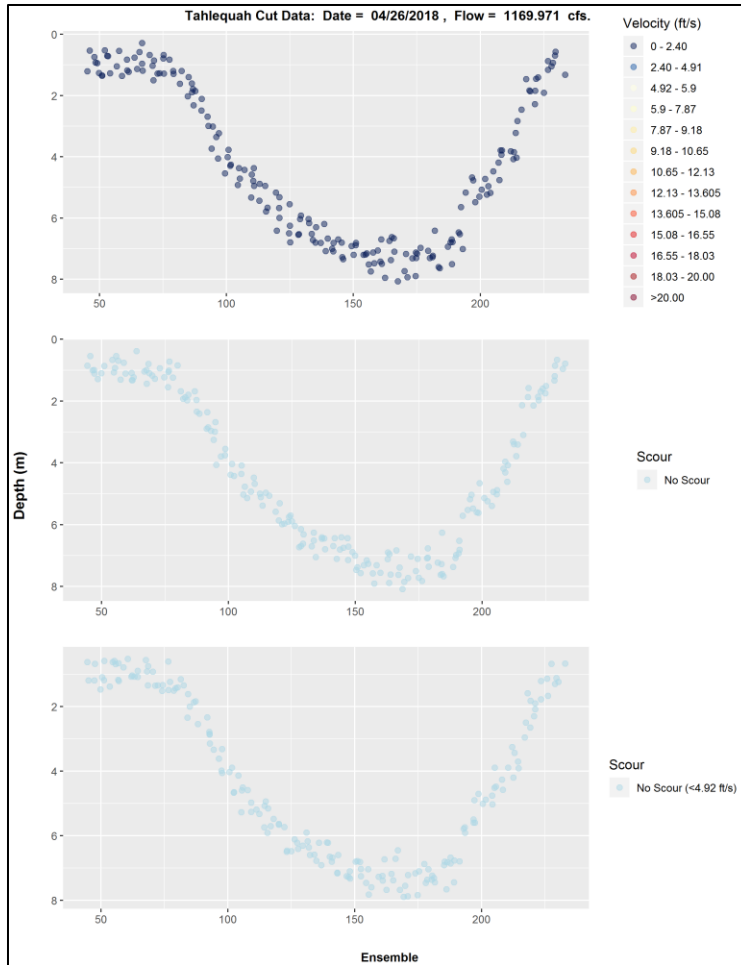 Tahlequah Cut Data: Date = 04/26/2018 , Flow = 1169.971 cfs.
Velocity (ft/s)
0 - 2.40
2.40 - 4.91
4.92 - 5.9
5.9 - 7.87
7.87 - 9.18
9.18 - 10.65
10.65 - 12.13
12.13 - 13.605
13.605 - 15.08
15.08 - 16.55
16.55 - 18.03
18.03 - 20.00
>20.00
0
2
4
6
8
50 100 150 200
Depth (m)
0
2
4
6
8
50 100 150 200
Scour
No Scour
2
4
6
8
50 100 150 200
Scour
No Scour (<4.92 ft/s)
Ensemble